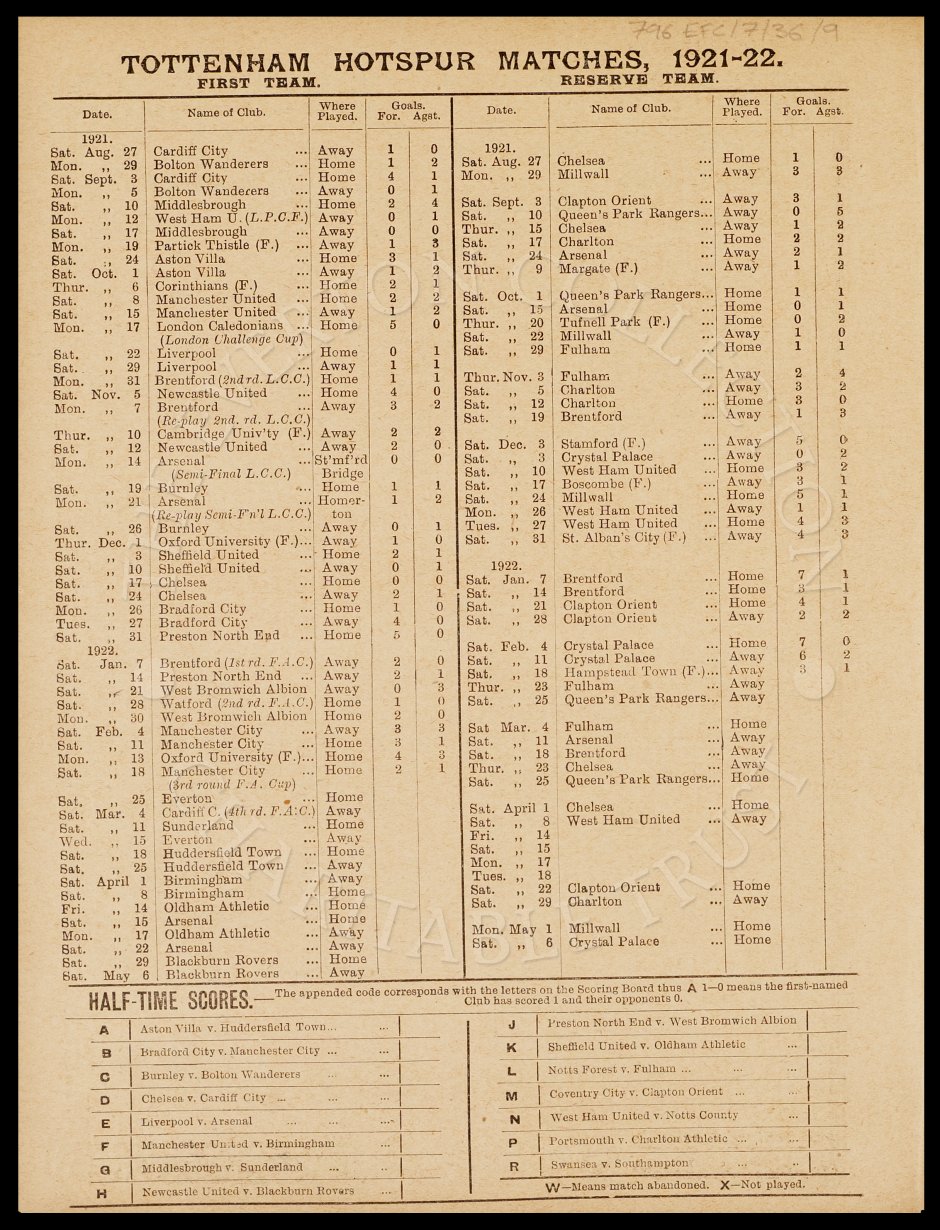 796 EFC/7/36/9
TOTTENHAM HOTSPUR MATCHES, 1921-22.
FIRST TEAM.
Date. Name of Club. Where Played. Goals. For. Agst.
1921.
Sat. Aug. 27 Cardiff City ... Away 1 0
Mon. ,, 29 Bolton Wanderers ... Home 1 2
Sat. Sept. 3 Cardiff City ... Home 4 1
Mon. ,, 5 Bolton Wanderers ... Away 0 1
Sat. ,, 10 Middlesbrough ... Home 2 4
Mon. ,, 12 West Ham U. (L.P.C.F.) Away 0 1
Sat. ,, 17 Middlesbrough ... Away 0 0
Mon. ,, 19 Partick Thistle (F.) ... Away 1 3
Sat. ,, 24 Aston Villa ... Home 3 1
Sat. Oct. 1 Aston Villa ... Away 1 2
Thur. ,, 6 Corinthians (F.) ... Home 2 1
Sat. ,, 8 Manchester United ... Home 2 2
Sat. ,, 15 Manchester United ... Away 1 2
Mon. ,, 17 London Caledonians ... Home 5 0
(London Challenge Cup)
Sat. ,, 22 Liverpool ... Home 0 1
Sat. ,, 29 Liverpool ... Away 1 1
Mon. ,, 31 Brentford (2nd rd. L.C.C.) Home 1 1
Sat. Nov. 5 Newcastle United ... Home 4 0
Mon. ,, 7 Brentford ... Away 3 2
(Re-play 2nd. rd. L.C.C.)
Thur. ,, 10 Cambridge Univ'ty (F.) Away 2 2
Sat. ,, 12 Newcastle United ... Away 2 0
Mon. ,, 14 Arsenal ... St'mf'rd 0 0
(Semi-Final L.C.C.) Bridge
Sat. ,, 19 Burnley ... Home 1 1
Mon. ,, 21 Arsenal ... Homer- 1 2
(Re-play Semi-F'n'l L.C.C.) ton
Sat. ,, 26 Burnley ... Away 0 1
Thur. Dec. 1 Oxford University (F.)... Away 1 0
Sat. ,, 3 Sheffield United ... Home 2 1
Sat. ,, 10 Sheffield United ... Away 0 1
Sat. ,, 17 Chelsea ... Home 0 0
Sat. ,, 24 Chelsea ... Away 2 1
Mon. ,, 26 Bradford City ... Home 1 0
Tues. ,, 27 Bradford City ... Away 4 0
Sat. ,, 31 Preston North End ... Home 5 0
1922.
Sat. Jan. 7 Brentford (1st rd. F.A.C.) Away 2 0
Sat. ,, 14 Preston North End ... Away 2 1
Sat. ,, 21 West Bromwich Albion Away 0 3
Sat. ,, 28 Watford (2nd rd. F.A.C.) Home 1 0
Mon. ,, 30 West Bromwich Albion Home 2 0
Sat. Feb. 4 Manchester City ... Away 3 3
Sat. ,, 11 Manchester City ... Home 3 1
Mon. ,, 13 Oxford University (F.)... Home 4 3
Sat. ,, 18 Manchester City ... Home 2 1
(3rd round F.A. Cup)
Sat. ,, 25 Everton ... Home
Sat. Mar. 4 Cardiff C. (4th rd. F.A.C.) Away
Sat. ,, 11 Sunderland ... Home
Wed. ,, 15 Everton ... Away
Sat. ,, 18 Huddersfield Town ... Home
Sat. ,, 25 Huddersfield Town ... Away
Sat. April 1 Birmingham ... Away
Sat. ,, 8 Birmingham ... Home
Fri. ,, 14 Oldham Athletic ... Home
Sat. ,, 15 Arsenal ... Home
Mon. ,, 17 Oldham Athletic ... Away
Sat. ,, 22 Arsenal ... Away
Sat. ,, 29 Blackburn Rovers ... Home
Sat. May 6 Blackburn Rovers ... Away
RESERVE TEAM.
Date. Name of Club. Where Played. Goals. For. Agst.
1921.
Sat. Aug. 27 Chelsea ... Home 1 0
Mon. ,, 29 Millwall ... Away 3 3
Sat. Sept. 3 Clapton Orient ... Away 3 1
Sat. ,, 10 Queen's Park Rangers... Away 0 5
Thur. ,, 15 Chelsea ... Away 1 2
Sat. ,, 17 Charlton ... Home 2 2
Sat. ,, 24 Arsenal ... Away 2 1
Thur. ,, 9 Margate (F.) ... Away 1 2
Sat. Oct. 1 Queen's Park Rangers... Home 1 1
Sat. ,, 15 Arsenal ... Home 0 1
Thur. ,, 20 Tufnell Park (F.) ... Home 0 2
Sat. ,, 22 Millwall ... Away 1 0
Sat. ,, 29 Fulham ... Home 1 1
Thur. Nov. 3 Fulham ... Away 2 4
Sat. ,, 5 Charlton ... Away 3 2
Sat. ,, 12 Charlton ... Home 3 0
Sat. ,, 19 Brentford ... Away 1 3
Sat. Dec. 3 Stamford (F.) ... Away 5 0
Sat. ,, 3 Crystal Palace ... Away 0 2
Sat. ,, 10 West Ham United ... Home 3 2
Sat. ,, 17 Boscombe (F.) ... Away 3 1
Sat. ,, 24 Millwall ... Home 5 1
Mon. ,, 26 West Ham United ... Away 1 1
Tues. ,, 27 West Ham United ... Home 4 3
Sat. ,, 31 St. Alban's City (F.) ... Away 4 3
1922.
Sat. Jan. 7 Brentford ... Home 7 1
Sat. ,, 14 Brentford ... Away 3 1
Sat. ,, 21 Clapton Orient ... Home 4 1
Sat. ,, 28 Clapton Orient ... Away 2 2
Sat. Feb. 4 Crystal Palace ... Home 7 0
Sat. ,, 11 Crystal Palace ... Away 6 2
Sat. ,, 18 Hampstead Town (F.)... Away 3 1
Thur. ,, 23 Fulham ... Away
Sat. ,, 25 Queen's Park Rangers... Away
Sat Mar. 4 Fulham ... Home
Sat. ,, 11 Arsenal ... Away
Sat. ,, 18 Brentford ... Away
Thur. ,, 23 Chelsea ... Away
Sat. ,, 25 Queen's Park Rangers... Home
Sat. April 1 Chelsea ... Home
Sat. ,, 8 West Ham United ... Away
Fri. ,, 14
Sat. ,, 15
Mon. ,, 17
Tues. ,, 18
Sat. ,, 22 Clapton Orient ... Home
Sat. ,, 29 Charlton ... Away
Mon. May 1 Millwall ... Home
Sat. ,, 6 Crystal Palace ... Home
HALF-TIME SCORES.—The appended code corresponds with the letters on the Scoring Board thus A 1—0 means the first-named
Club has scored 1 and their opponents 0.
A Aston Villa v. Huddersfield Town... ...
B Bradford City v. Manchester City ... ...
C Burnley v. Bolton Wanderers ... ...
D Chelsea v. Cardiff City ... ... ...
E Liverpool v. Arsenal ... ... ...
F Manchester United v. Birmingham ...
G Middlesbrough v. Sunderland ... ...
H Newcastle United v. Blackburn Rovers ...
J Preston North End v. West Bromwich Albion
K Sheffield United v. Oldham Athletic ...
L Notts Forest v. Fulham ... ... ...
M Coventry City v. Clapton Orient ... ...
N West Ham United v. Notts County ...
P Portsmouth v. Charlton Athletic ... ...
R Swansea v. Southampton ... ...
W—Means match abandoned. X—Not played.